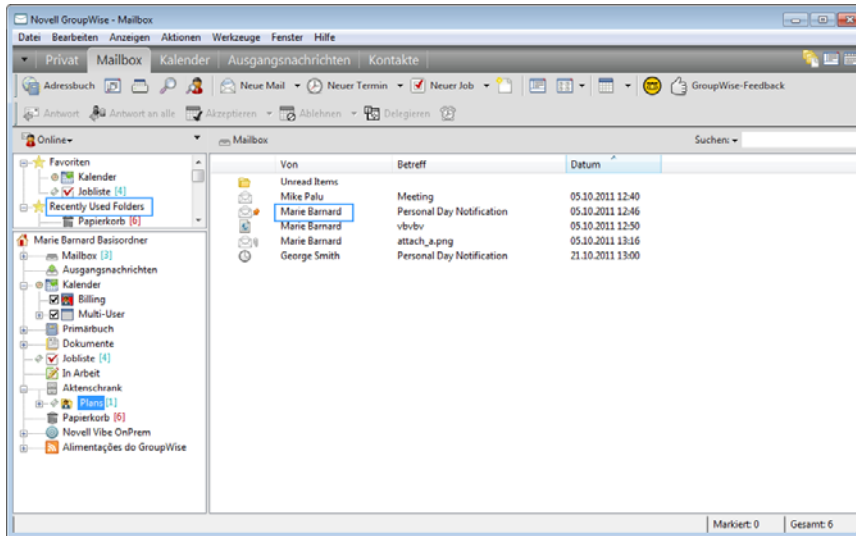 Novell GroupWise - Mailbox
Datei Bearbeiten Anzeigen Aktionen Werkzeuge Fenster Hilfe
Privat Mailbox Kalender Ausgangsnachrichten Kontakte
Adressbuch Neue Mail Neuer Termin Neuer Job GroupWise-Feedback
Antwort Antwort an alle Akzeptieren Ablehnen Delegieren
Online Mailbox Suchen:
Favoriten
Kalender
Jobliste [4]
Recently Used Folders
Papierkorb [6]
Marie Barnard Basisordner
Mailbox [3]
Ausgangsnachrichten
Kalender
Billing
Multi-User
Primärbuch
Dokumente
Jobliste [4]
In Arbeit
Aktenschrank
Plans [1]
Papierkorb [6]
Novell Vibe OnPrem
Alimentações do GroupWise
Von Betreff Datum
Unread Items
Mike Palu Meeting 05.10.2011 12:40
Marie Barnard Personal Day Notification 05.10.2011 12:46
Marie Barnard vbvbv 05.10.2011 12:50
Marie Barnard attach_a.png 05.10.2011 13:16
George Smith Personal Day Notification 21.10.2011 13:00
Markiert: 0 Gesamt: 6